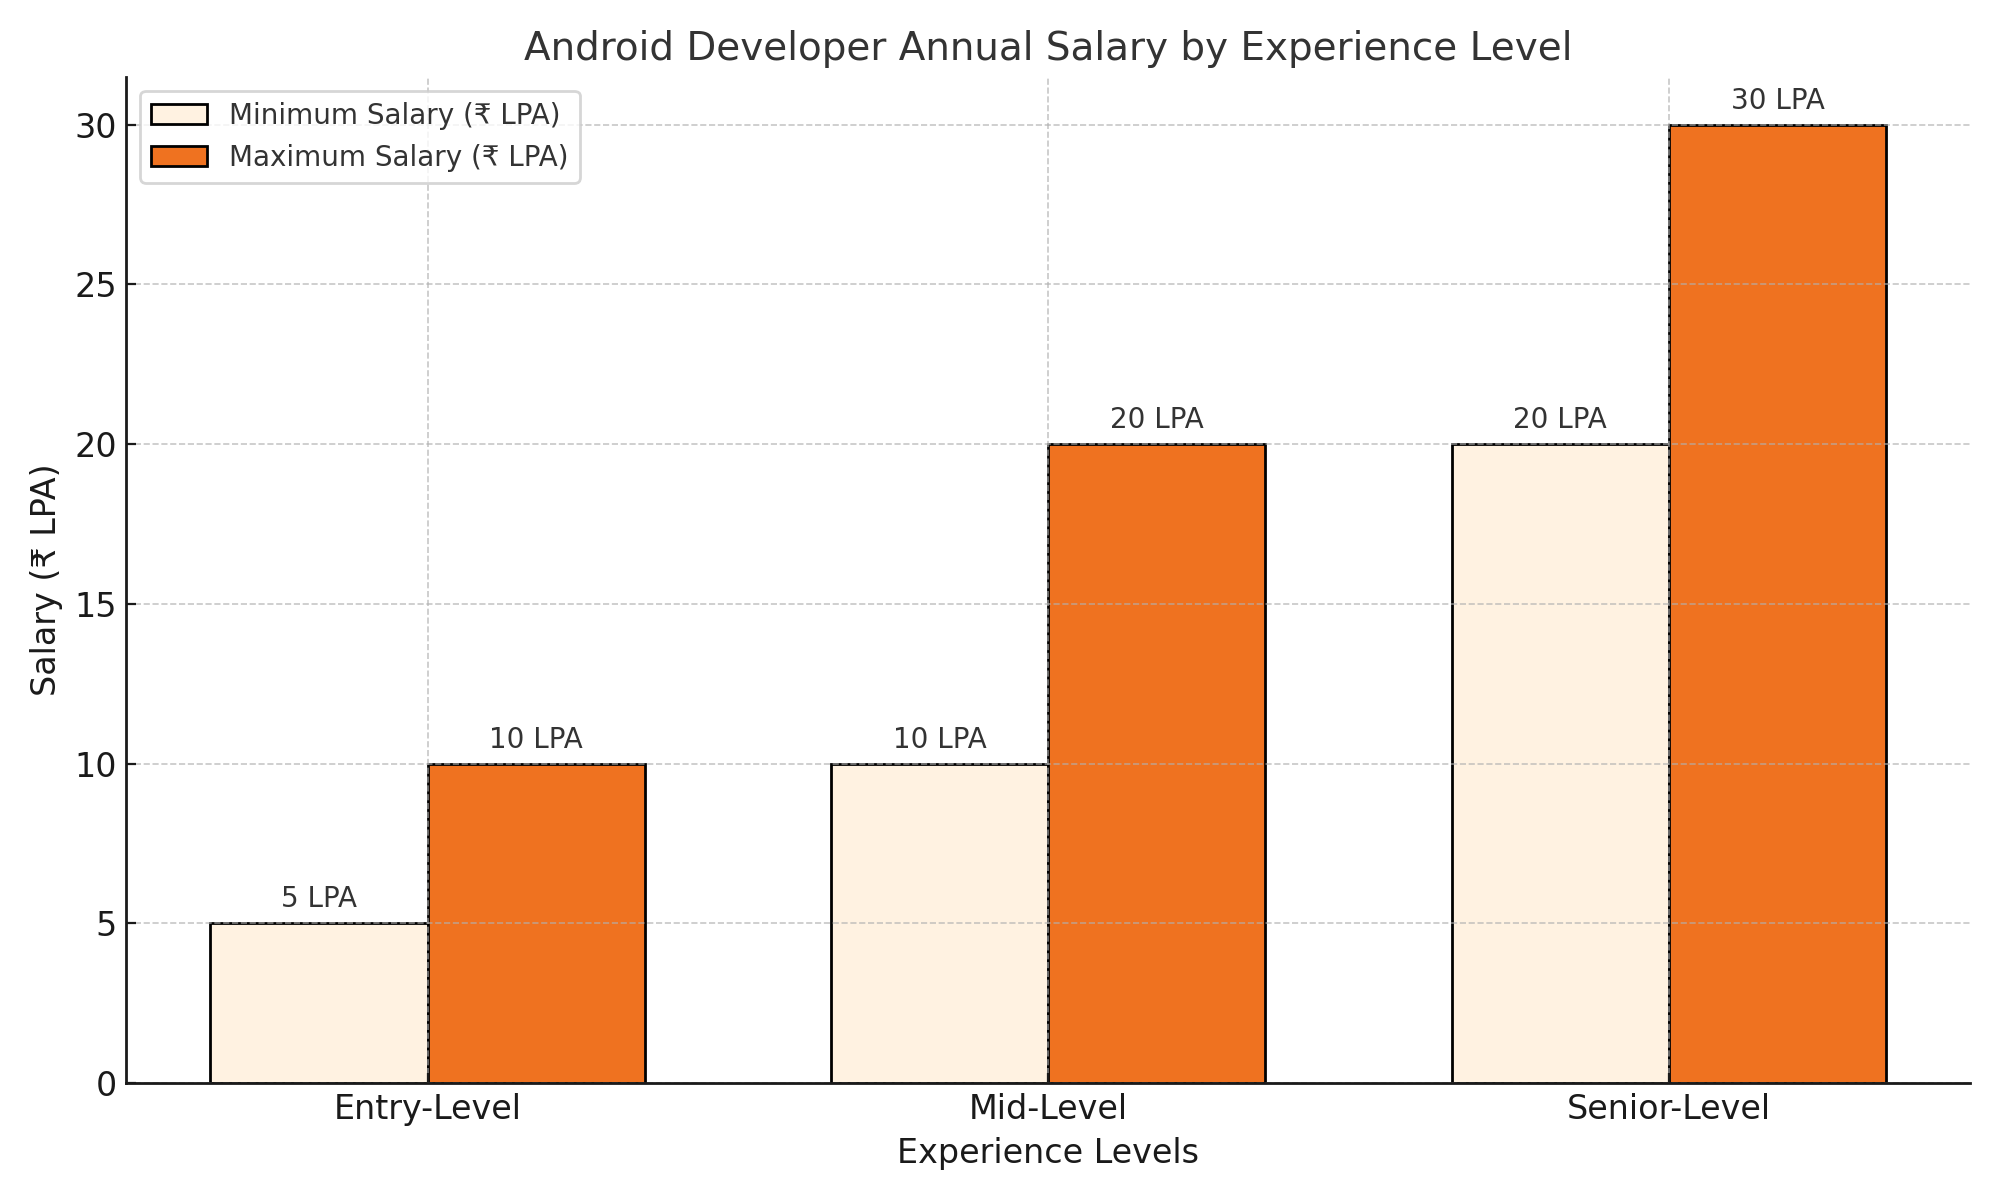 Android Developer Annual Salary by Experience Level
Minimum Salary (₹ LPA)
Maximum Salary (₹ LPA)
Salary (₹ LPA)
30
25
20
15
10
5
0
5 LPA
10 LPA
10 LPA
20 LPA
20 LPA
30 LPA
Entry-Level
Mid-Level
Senior-Level
Experience Levels